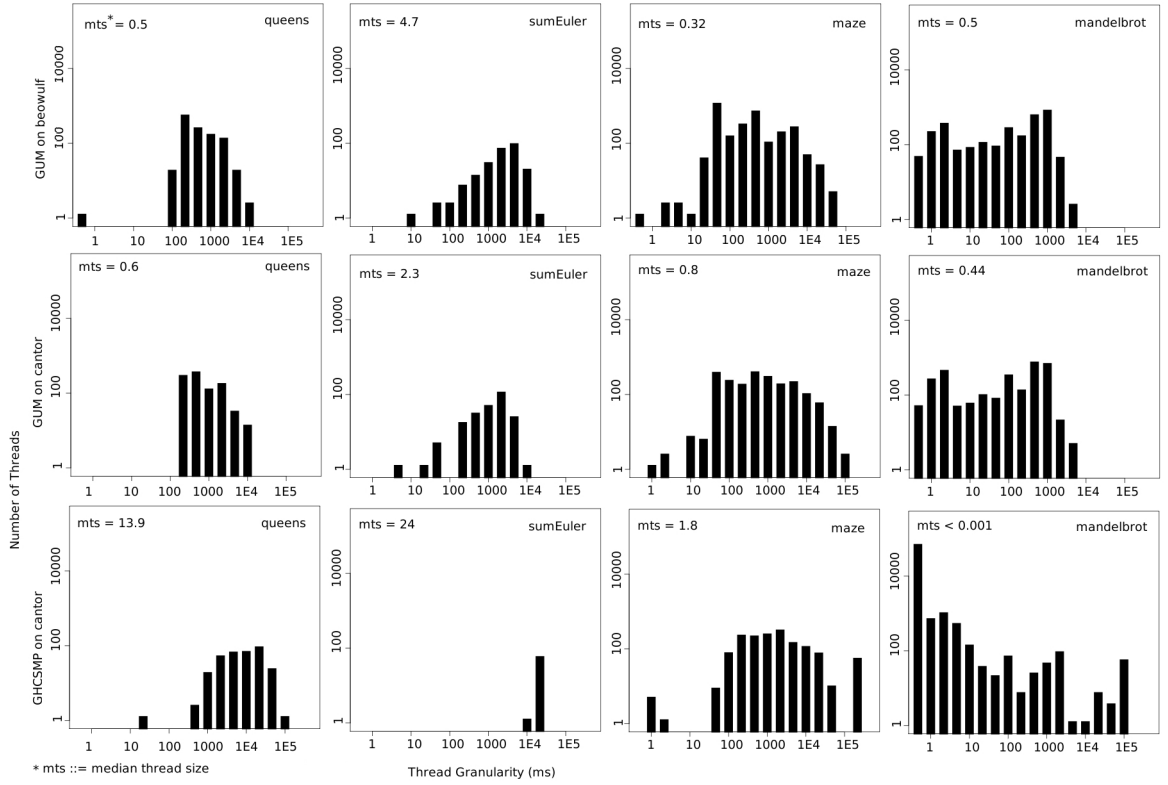 mts* = 0.5 queens
mts = 4.7 sumEuler
mts = 0.32 maze
mts = 0.5 mandelbrot
GUM on beowulf
1 100 10000
1 10 100 1000 1E4 1E5
1 100 10000
1 10 100 1000 1E4 1E5
1 100 10000
1 10 100 1000 1E4 1E5
1 100 10000
1 10 100 1000 1E4 1E5
mts = 0.6 queens
mts = 2.3 sumEuler
mts = 0.8 maze
mts = 0.44 mandelbrot
GUM on cantor
1 100 10000
1 10 100 1000 1E4 1E5
1 100 10000
1 10 100 1000 1E4 1E5
1 100 10000
1 10 100 1000 1E4 1E5
1 100 10000
1 10 100 1000 1E4 1E5
Number of Threads
mts = 13.9 queens
mts = 24 sumEuler
mts = 1.8 maze
mts < 0.001 mandelbrot
GHCSMP on cantor
1 100 10000
1 10 100 1000 1E4 1E5
1 100 10000
1 10 100 1000 1E4 1E5
1 100 10000
1 10 100 1000 1E4 1E5
1 100 10000
1 10 100 1000 1E4 1E5
* mts ::= median thread size
Thread Granularity (ms)